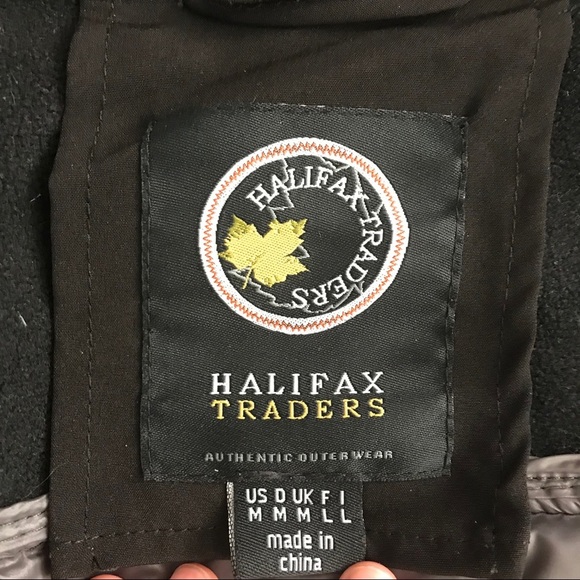 HALIFAX TRADERS
HALIFAX
TRADERS
AUTHENTIC OUTERWEAR
US D UK F I
M M M L L
made in
china